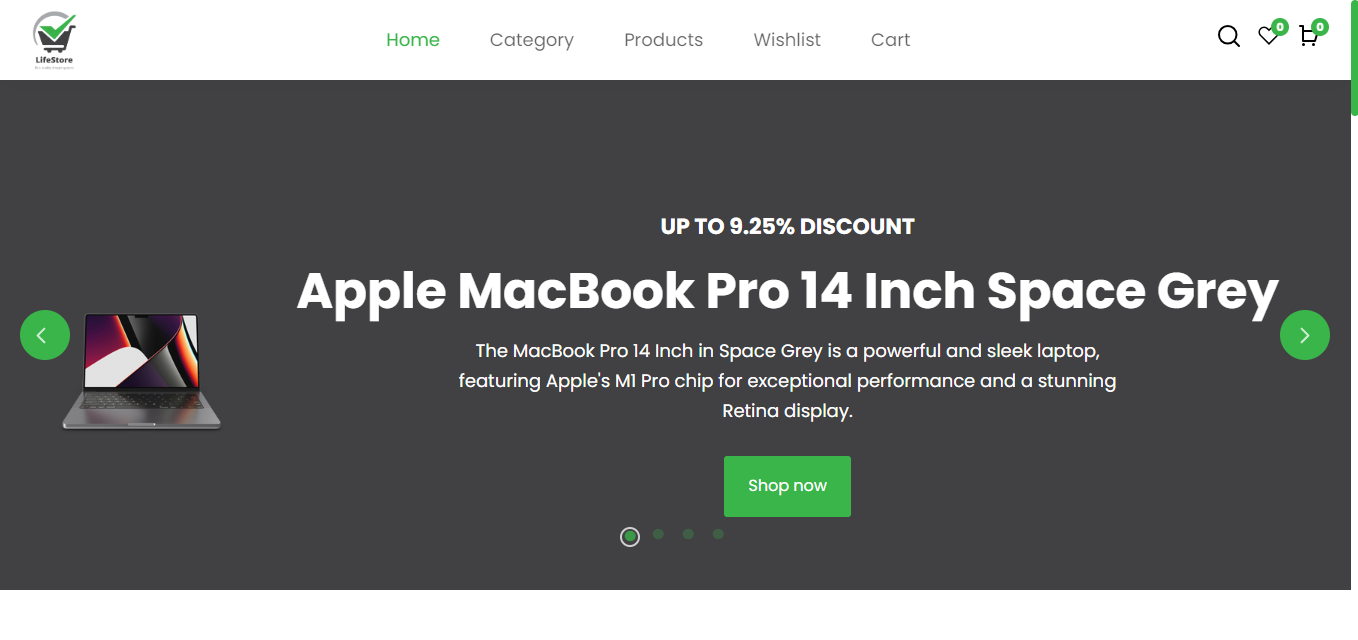 LifeStore
Home
Category
Products
Wishlist
Cart
0
0
UP TO 9.25% DISCOUNT
Apple MacBook Pro 14 Inch Space Grey
The MacBook Pro 14 Inch in Space Grey is a powerful and sleek laptop,
featuring Apple's M1 Pro chip for exceptional performance and a stunning
Retina display.
Shop now